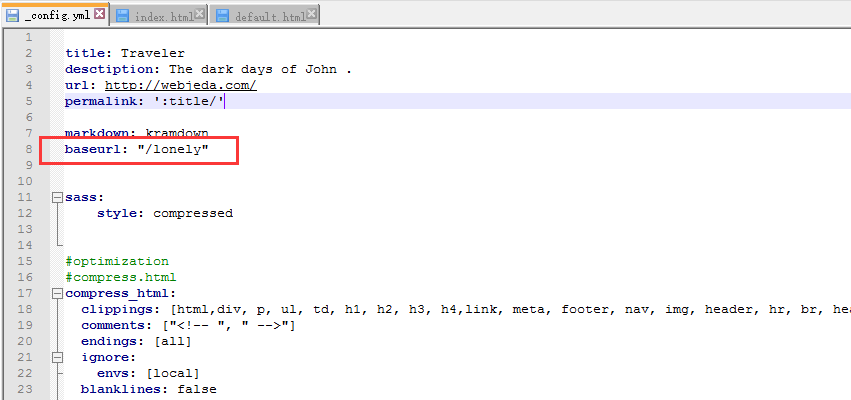 _config.yml index.html default.html
1
2 title: Traveler
3 desctiption: The dark days of John .
4 url: http://webjeda.com/
5 permalink: ':title/'
6
7 markdown: kramdown
8 baseurl: "/lonely"
9
10
11 sass:
12 style: compressed
13
14
15 #optimization
16 #compress.html
17 compress_html:
18 clippings: [html,div, p, ul, td, h1, h2, h3, h4,link, meta, footer, nav, img, header, hr, br, hea
19 comments: ["<!-- ", " -->"]
20 endings: [all]
21 ignore:
22 envs: [local]
23 blanklines: false